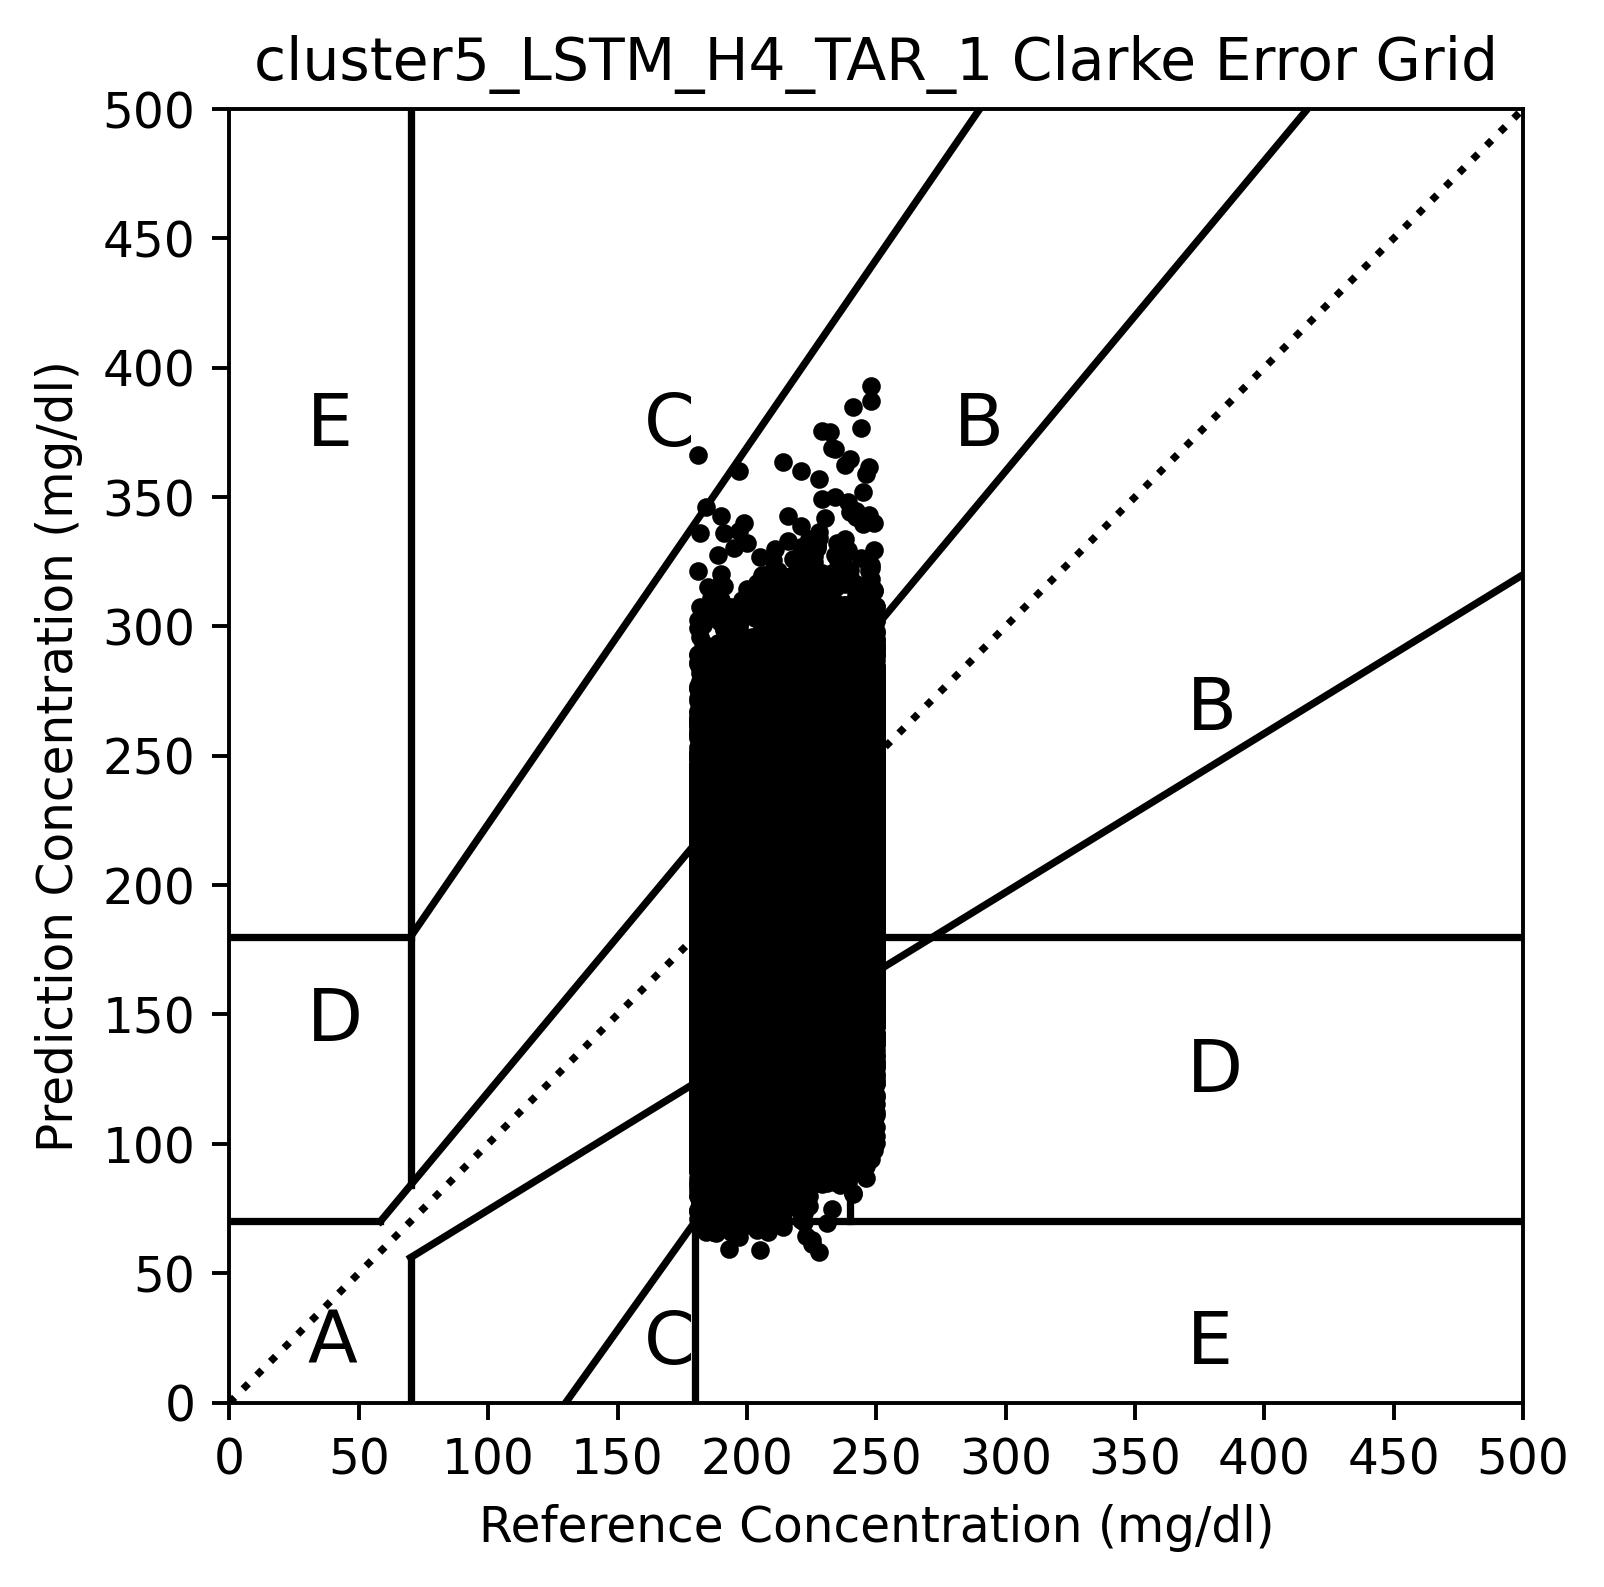 cluster5_LSTM_H4_TAR_1 Clarke Error Grid
500
450
400
350
300
250
200
150
100
50
0
Prediction Concentration (mg/dl)
E
C
B
B
D
D
A
C
E
0 50 100 150 200 250 300 350 400 450 500
Reference Concentration (mg/dl)